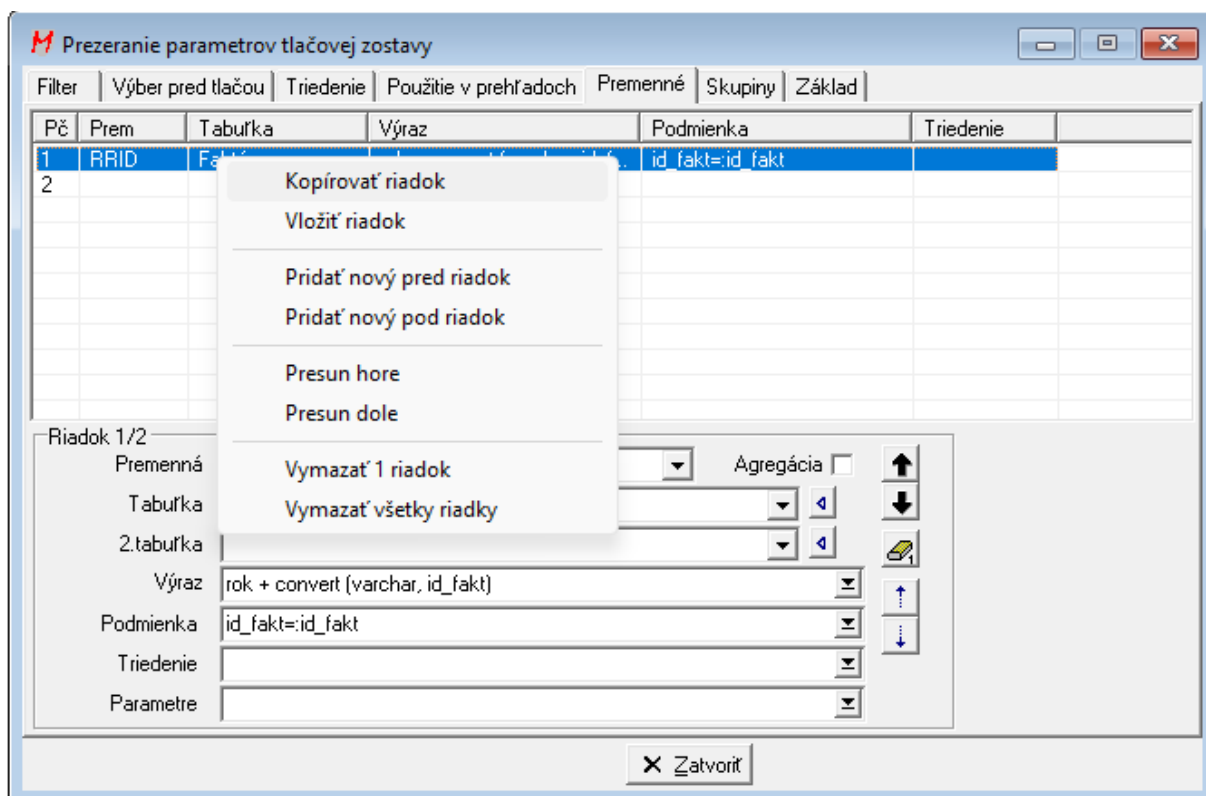 Prezeranie parametrov tlačovej zostavy
Filter Výber pred tlačou Triedenie Použitie v prehľadoch Premenné Skupiny Základ
Pč Prem Tabuľka Výraz Podmienka Triedenie
1 RRID id_fakt=:id_fakt
2
Kopírovať riadok
Vložiť riadok
Pridať nový pred riadok
Pridať nový pod riadok
Presun hore
Presun dole
Vymazať 1 riadok
Vymazať všetky riadky
Riadok 1/2
Premenná Agregácia
Tabuľka
2.tabuľka
Výraz rok + convert (varchar, id_fakt)
Podmienka id_fakt=:id_fakt
Triedenie
Parametre
Zatvoriť